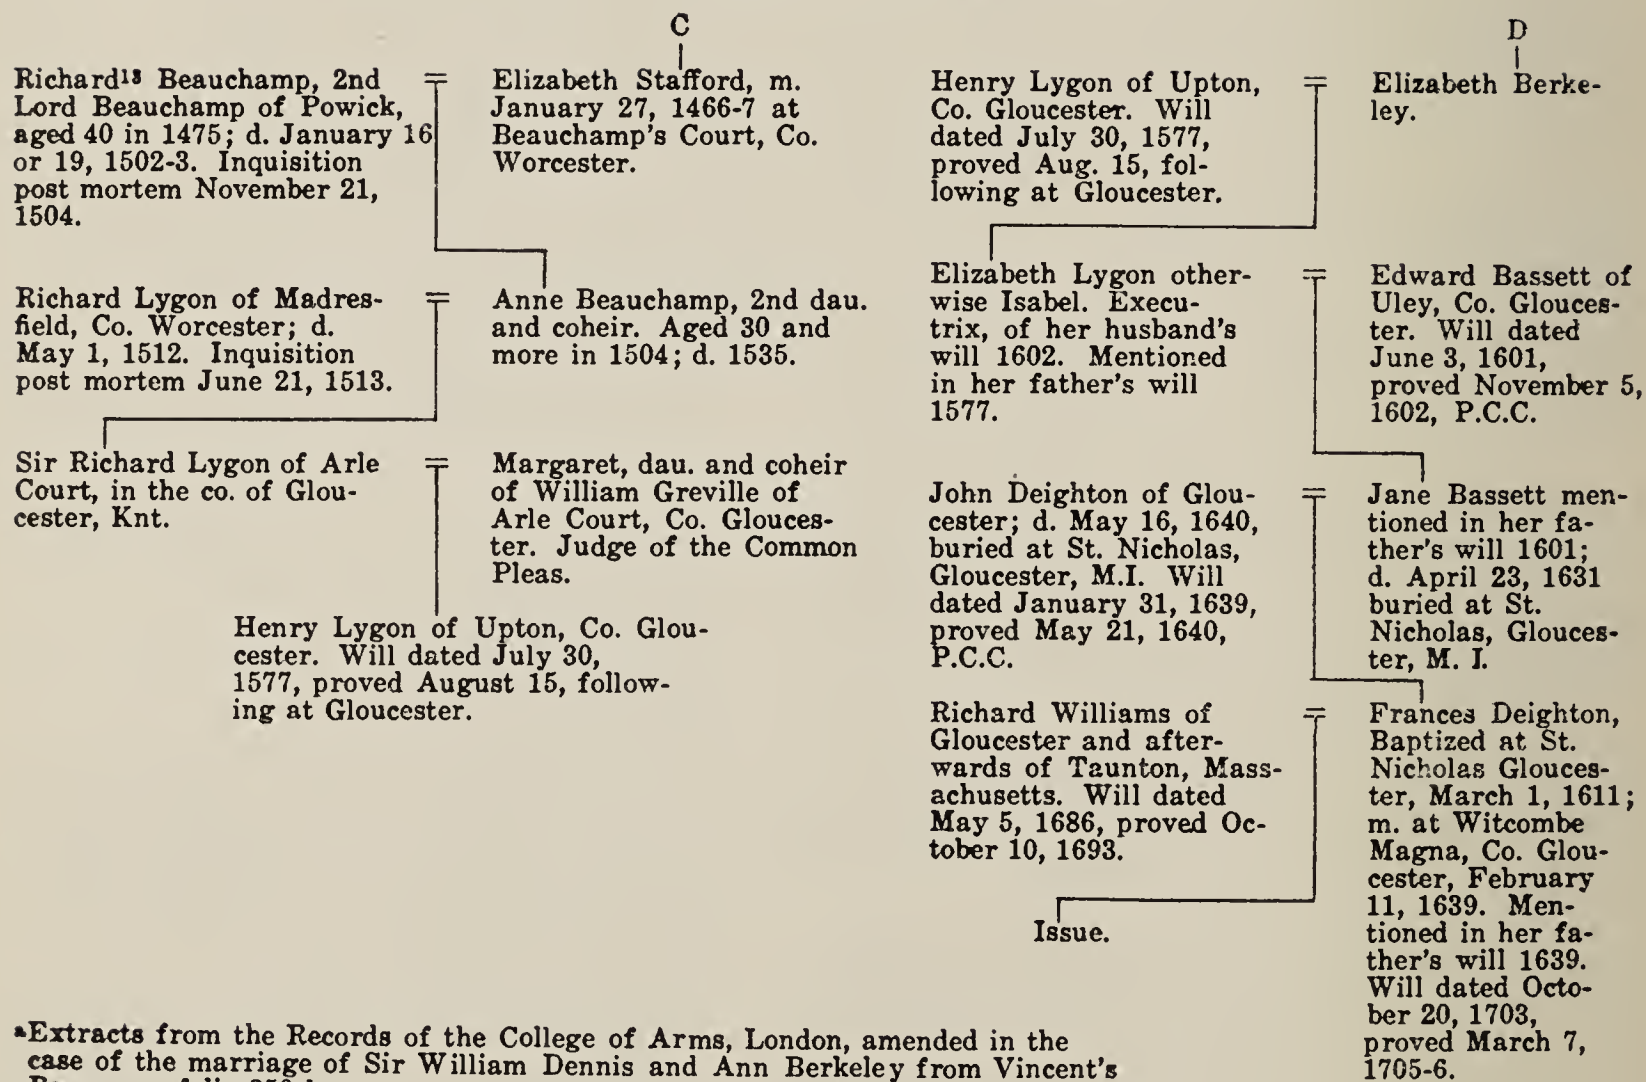 C
Richard¹³ Beauchamp, 2nd
Lord Beauchamp of Powick,
aged 40 in 1475; d. January 16
or 19, 1502-3. Inquisition
post mortem November 21,
1504.
=
Elizabeth Stafford, m.
January 27, 1466-7 at
Beauchamp's Court, Co.
Worcester.
Richard Lygon of Madres-
field, Co. Worcester; d.
May 1, 1512. Inquisition
post mortem June 21, 1513.
=
Anne Beauchamp, 2nd dau.
and coheir. Aged 30 and
more in 1504; d. 1535.
Sir Richard Lygon of Arle
Court, in the co. of Glou-
cester, Knt.
=
Margaret, dau. and coheir
of William Greville of
Arle Court, Co. Glouces-
ter. Judge of the Common
Pleas.
Henry Lygon of Upton, Co. Glou-
cester. Will dated July 30,
1577, proved August 15, follow-
ing at Gloucester.
D
Henry Lygon of Upton,
Co. Gloucester. Will
dated July 30, 1577,
proved Aug. 15, fol-
lowing at Gloucester.
=
Elizabeth Berke-
ley.
Elizabeth Lygon other-
wise Isabel. Execu-
trix, of her husband's
will 1602. Mentioned
in her father's will
1577.
=
Edward Bassett of
Uley, Co. Glouces-
ter. Will dated
June 3, 1601,
proved November 5,
1602, P.C.C.
John Deighton of Glou-
cester; d. May 16, 1640,
buried at St. Nicholas,
Gloucester, M.I. Will
dated January 31, 1639,
proved May 21, 1640,
P.C.C.
=
Jane Bassett men-
tioned in her fa-
ther's will 1601;
d. April 23, 1631
buried at St.
Nicholas, Glouces-
ter, M. I.
Richard Williams of
Gloucester and after-
wards of Taunton, Mass-
achusetts. Will dated
May 5, 1686, proved Oc-
tober 10, 1693.
=
Frances Deighton,
Baptized at St.
Nicholas Glouces-
ter, March 1, 1611;
m. at Witcombe
Magna, Co. Glou-
cester, February
11, 1639. Men-
tioned in her fa-
ther's will 1639.
Will dated Octo-
ber 20, 1703,
proved March 7,
1705-6.
Issue.
ᵃExtracts from the Records of the College of Arms, London, amended in the
case of the marriage of Sir William Dennis and Ann Berkeley from Vincent's